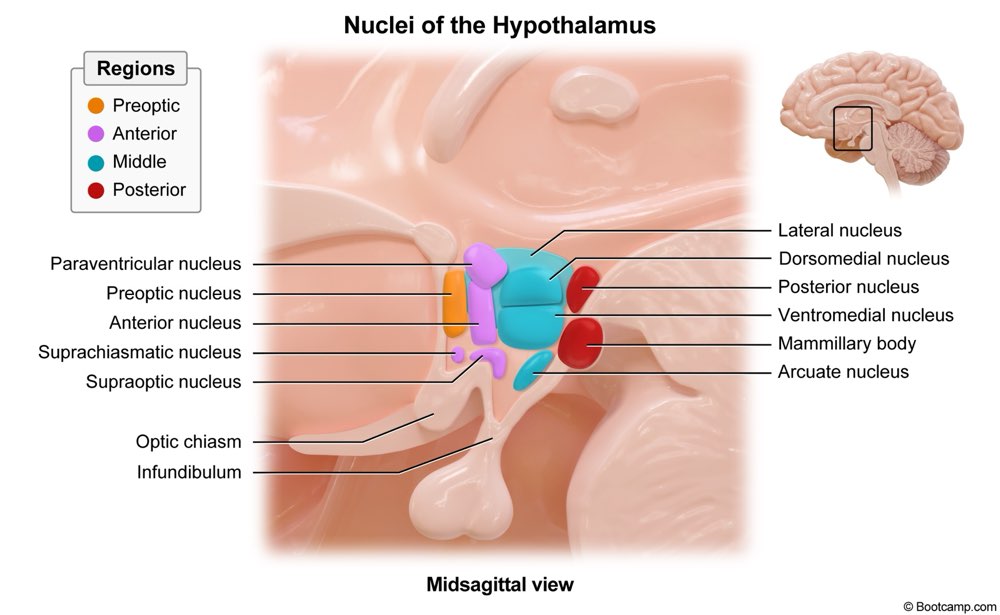 Nuclei of the Hypothalamus
Regions
Preoptic
Anterior
Middle
Posterior
Paraventricular nucleus
Preoptic nucleus
Anterior nucleus
Suprachiasmatic nucleus
Supraoptic nucleus
Optic chiasm
Infundibulum
Lateral nucleus
Dorsomedial nucleus
Posterior nucleus
Ventromedial nucleus
Mammillary body
Arcuate nucleus
Midsagittal view
© Bootcamp.com